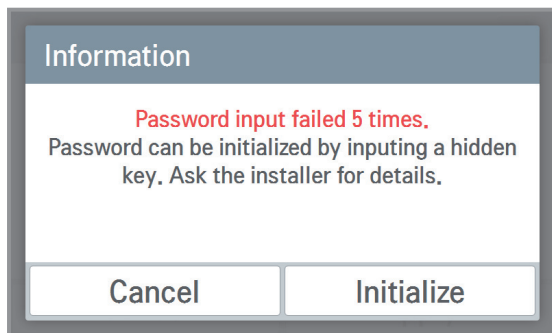 Information
Password input failed 5 times.
Password can be initialized by inputing a hidden
key. Ask the installer for details.
Cancel
Initialize